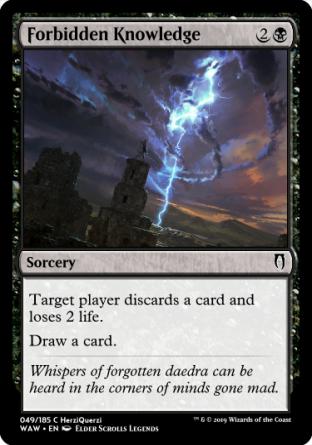 Forbidden Knowledge 2
Sorcery
Target player discards a card and
loses 2 life.
Draw a card.
Whispers of forgotten daedra can be
heard in the corners of minds gone mad.
049/185 C HerziQuerzi
WAW • EN Elder Scrolls Legends
™ & © 2019 Wizards of the Coast